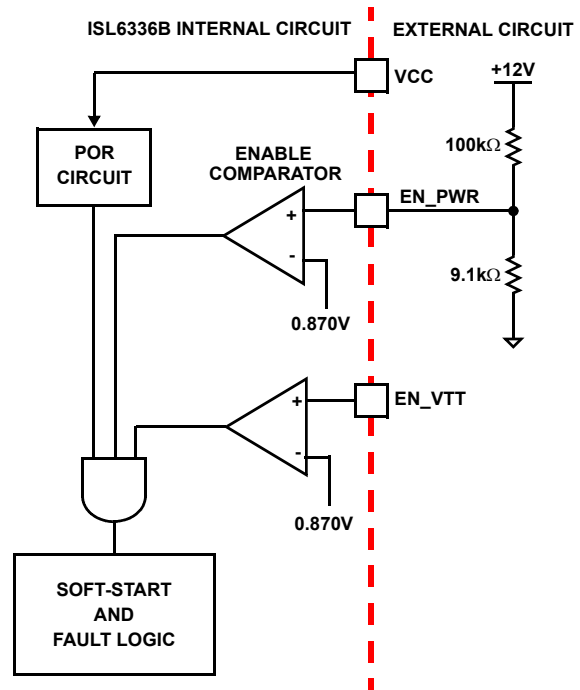 ISL6336B INTERNAL CIRCUIT
EXTERNAL CIRCUIT
VCC
+12V
100kΩ
POR
CIRCUIT
ENABLE
COMPARATOR
+
-
EN_PWR
9.1kΩ
0.870V
+
-
EN_VTT
0.870V
SOFT-START
AND
FAULT LOGIC